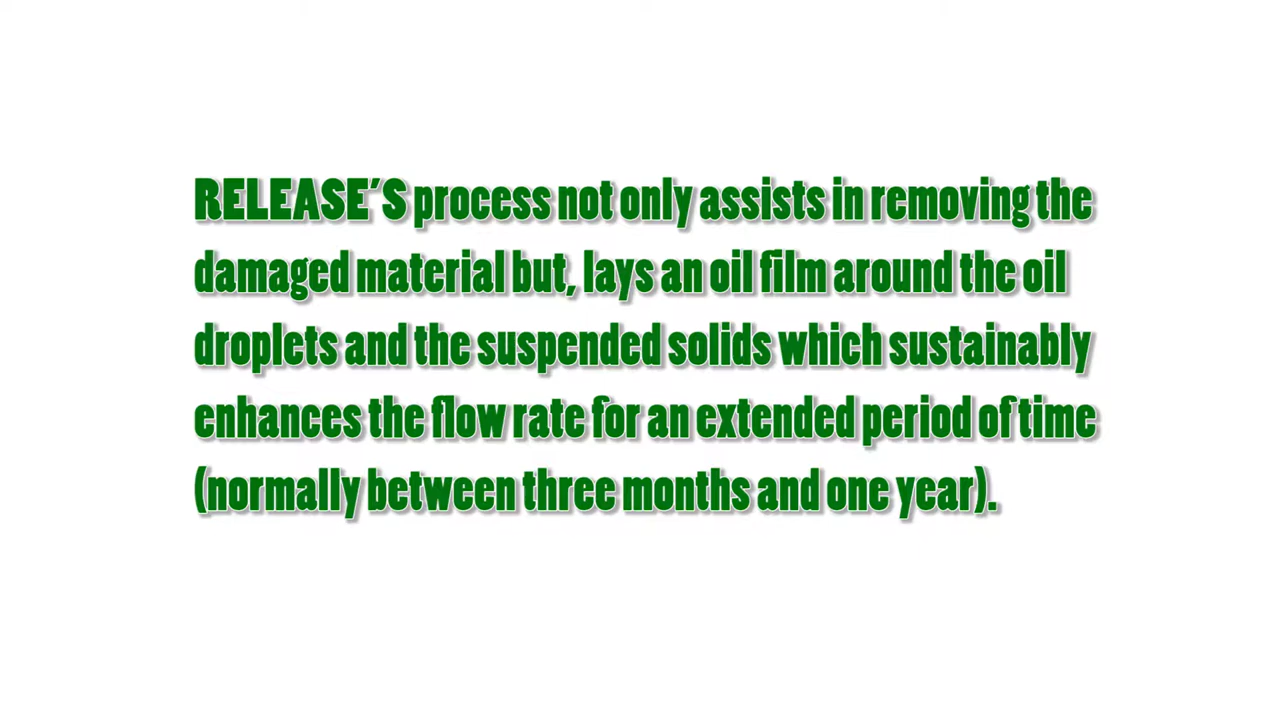 RELEASE'S process not only assists in removing the
damaged material but, lays an oil film around the oil
droplets and the suspended solids which sustainably
enhances the flow rate for an extended period of time
(normally between three months and one year).